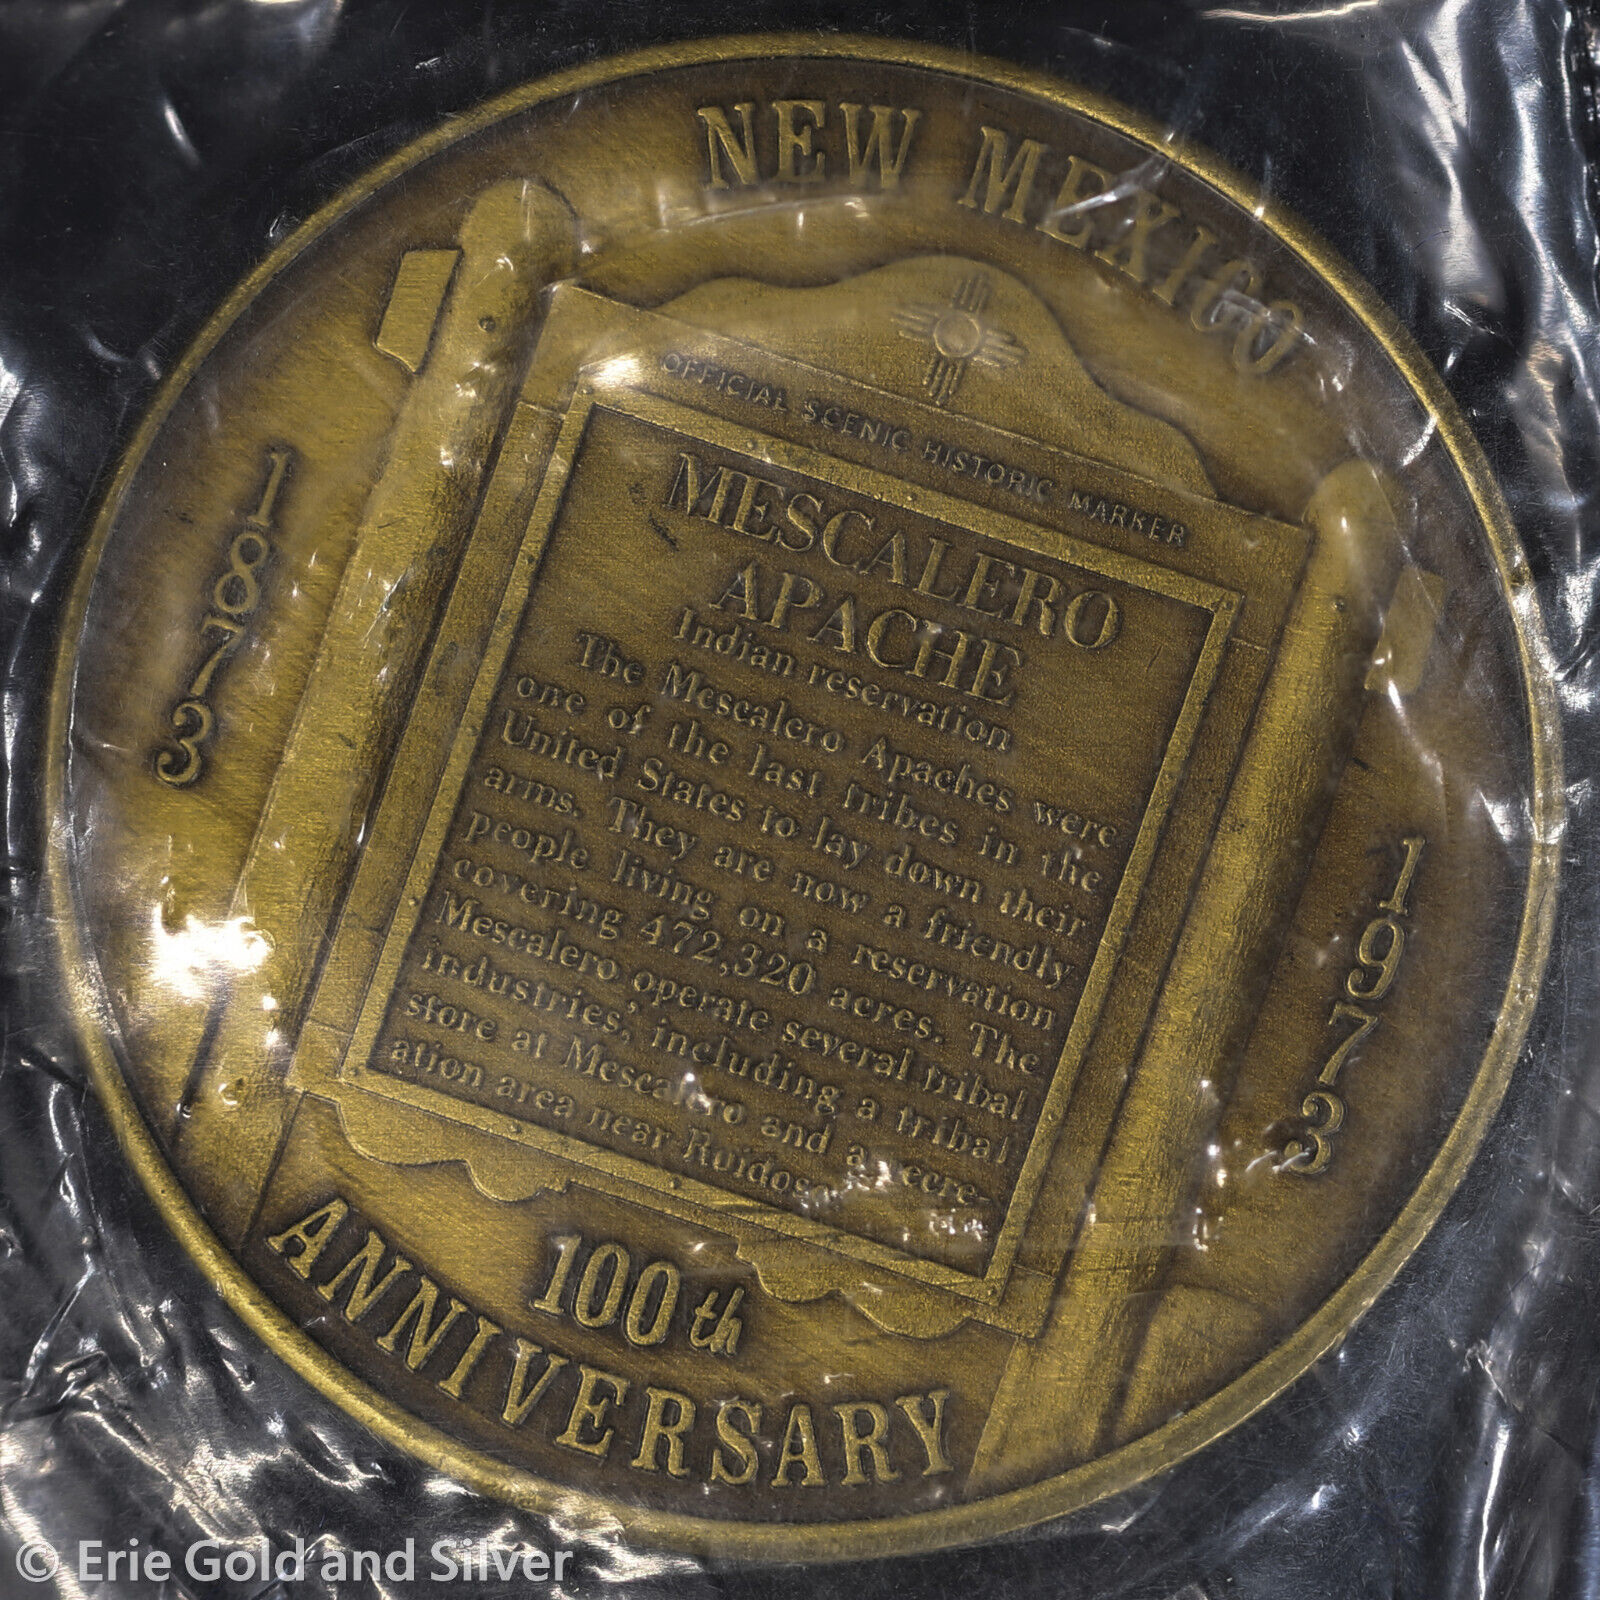 NEW MEXICO
OFFICIAL SCENIC HISTORIC MARKER
MESCALERO
APACHE
Indian reservation
The Mescalero Apaches were
one of the last tribes in the
United States to lay down their
arms. They are now a friendly
people living on a reservation
covering 472,320 acres. The
Mescalero operate several tribal
industries, including a tribal
store at Mescalero and a recre-
ation area near Ruidoso
1873
1973
100th
ANNIVERSARY
© Erie Gold and Silver